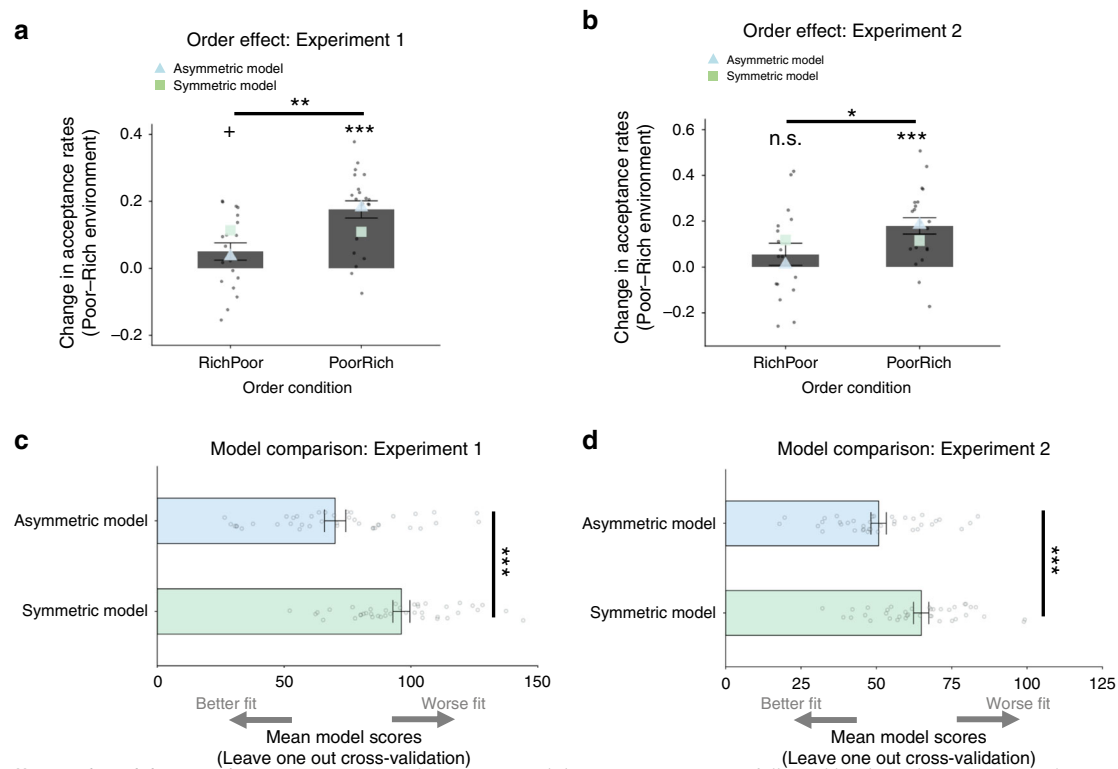 a
Order effect: Experiment 1
Asymmetric model
Symmetric model
**
+
***
0.4
0.2
0.0
–0.2
Change in acceptance rates
(Poor–Rich environment)
RichPoor
PoorRich
Order condition
b
Order effect: Experiment 2
Asymmetric model
Symmetric model
*
n.s.
***
0.6
0.4
0.2
0.0
–0.2
Change in acceptance rates
(Poor–Rich environment)
RichPoor
PoorRich
Order condition
c
Model comparison: Experiment 1
Asymmetric model
Symmetric model
***
0
50
100
150
Better fit
Worse fit
Mean model scores
(Leave one out cross-validation)
d
Model comparison: Experiment 2
Asymmetric model
Symmetric model
***
0
25
50
75
100
125
Better fit
Worse fit
Mean model scores
(Leave one out cross-validation)